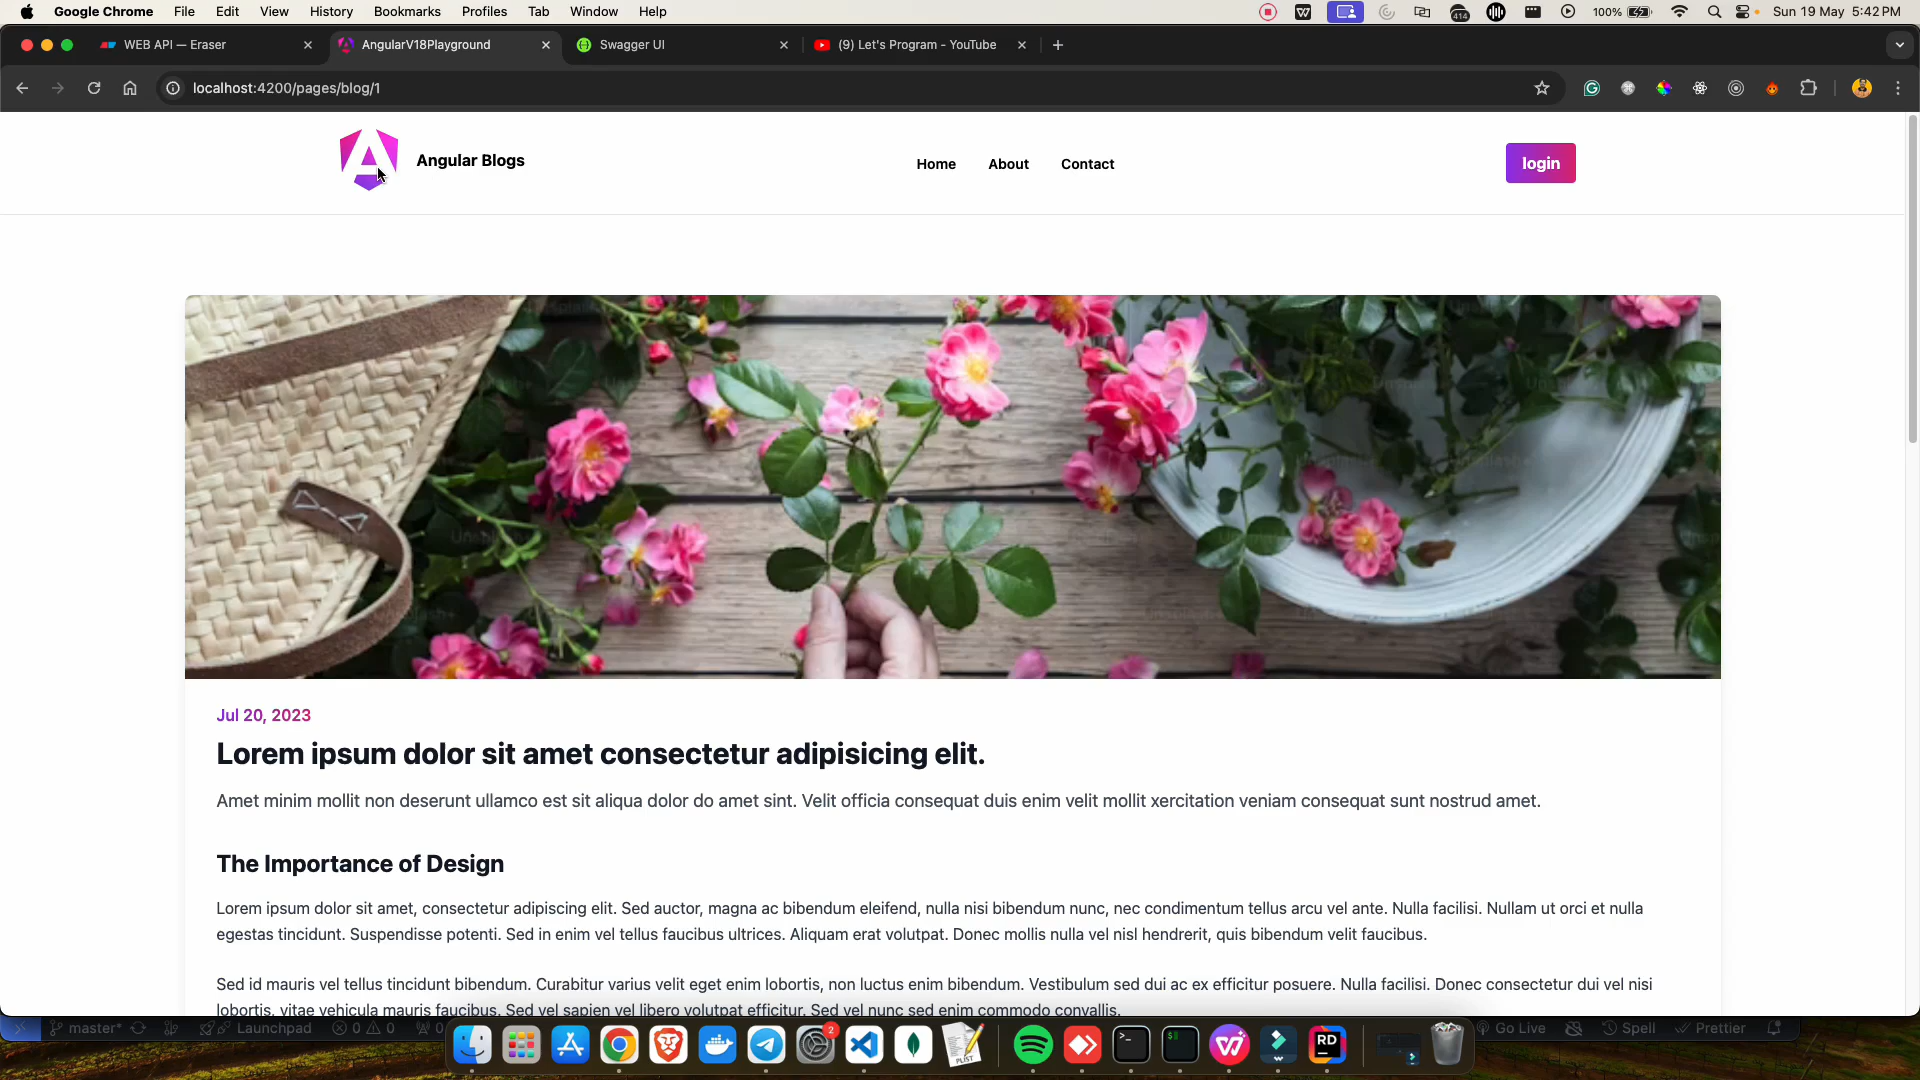 Google Chrome File Edit View History Bookmarks Profiles Tab Window Help 414 100% Sun 19 May 5:42 PM
WEB API — Eraser AngularV18Playground Swagger UI (9) Let's Program - YouTube
localhost:4200/pages/blog/1
Angular Blogs Home About Contact login
Jul 20, 2023
Lorem ipsum dolor sit amet consectetur adipisicing elit.
Amet minim mollit non deserunt ullamco est sit aliqua dolor do amet sint. Velit officia consequat duis enim velit mollit xercitation veniam consequat sunt nostrud amet.
The Importance of Design
Lorem ipsum dolor sit amet, consectetur adipiscing elit. Sed auctor, magna ac bibendum eleifend, nulla nisi bibendum nunc, nec condimentum tellus arcu vel ante. Nulla facilisi. Nullam ut orci et nulla
egestas tincidunt. Suspendisse potenti. Sed in enim vel tellus faucibus ultrices. Aliquam erat volutpat. Donec mollis nulla vel nisl hendrerit, quis bibendum velit faucibus.
Sed id mauris vel tellus tincidunt bibendum. Curabitur varius velit eget enim lobortis, non luctus enim bibendum. Vestibulum sed dui ac ex efficitur posuere. Nulla facilisi. Donec consectetur dui vel nisi
lobortis, vitae vehicula mauris faucibus. Sed vel sapien vel libero volutpat efficitur. Sed vel nunc sed enim commodo convallis.
master* Launchpad 0 0 0 Go Live Spell Prettier
2 PLIST RD